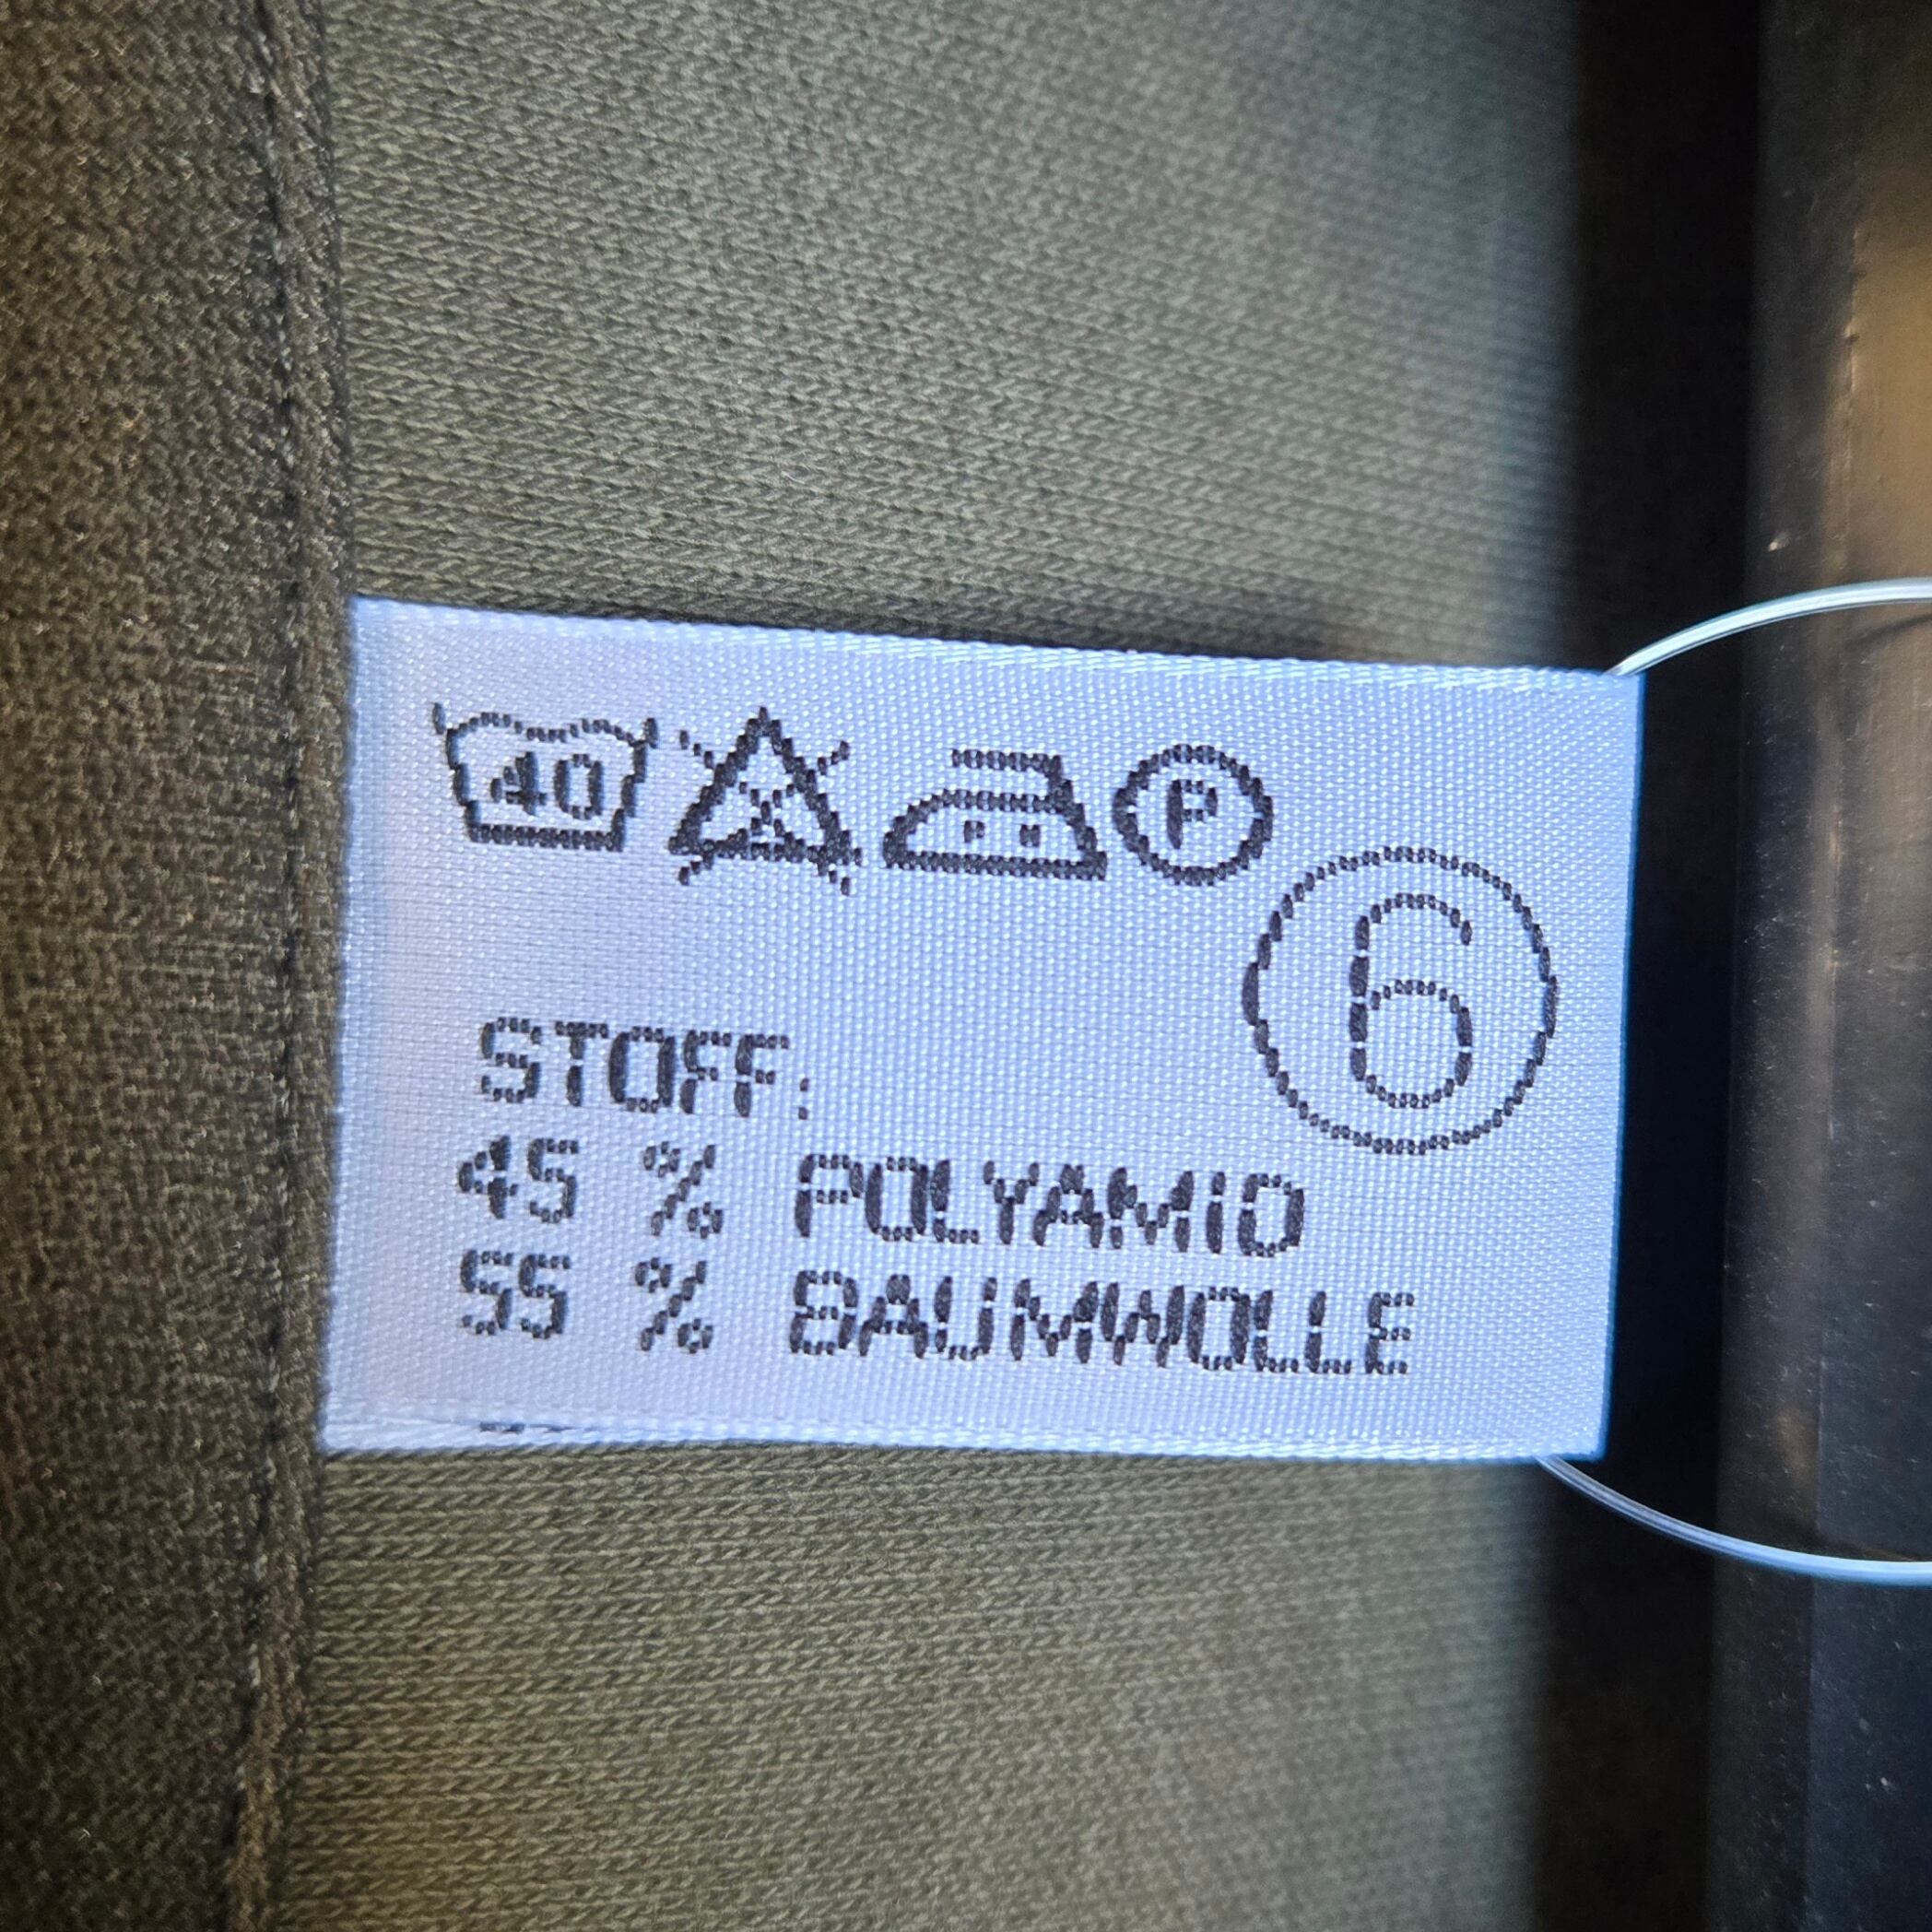 40 P
6
STOFF:
45 % POLYAMID
55 % BAUMWOLLE